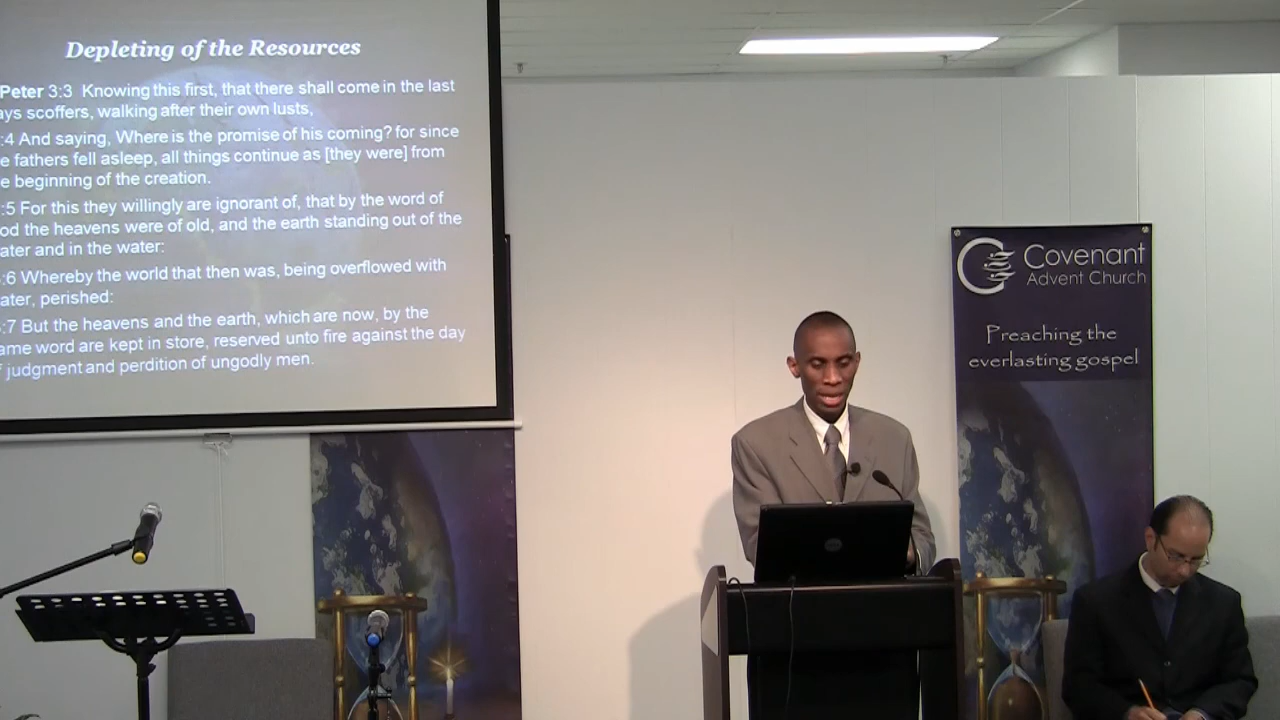 Depleting of the Resources
Peter 3:3 Knowing this first, that there shall come in the last
ays scoffers, walking after their own lusts,
:4 And saying, Where is the promise of his coming? for since
e fathers fell asleep, all things continue as [they were] from
e beginning of the creation.
:5 For this they willingly are ignorant of, that by the word of
od the heavens were of old, and the earth standing out of the
ater and in the water:
:6 Whereby the world that then was, being overflowed with
ater, perished:
:7 But the heavens and the earth, which are now, by the
ame word are kept in store, reserved unto fire against the day
f judgment and perdition of ungodly men.
Covenant
Advent Church
Preaching the
everlasting gospel